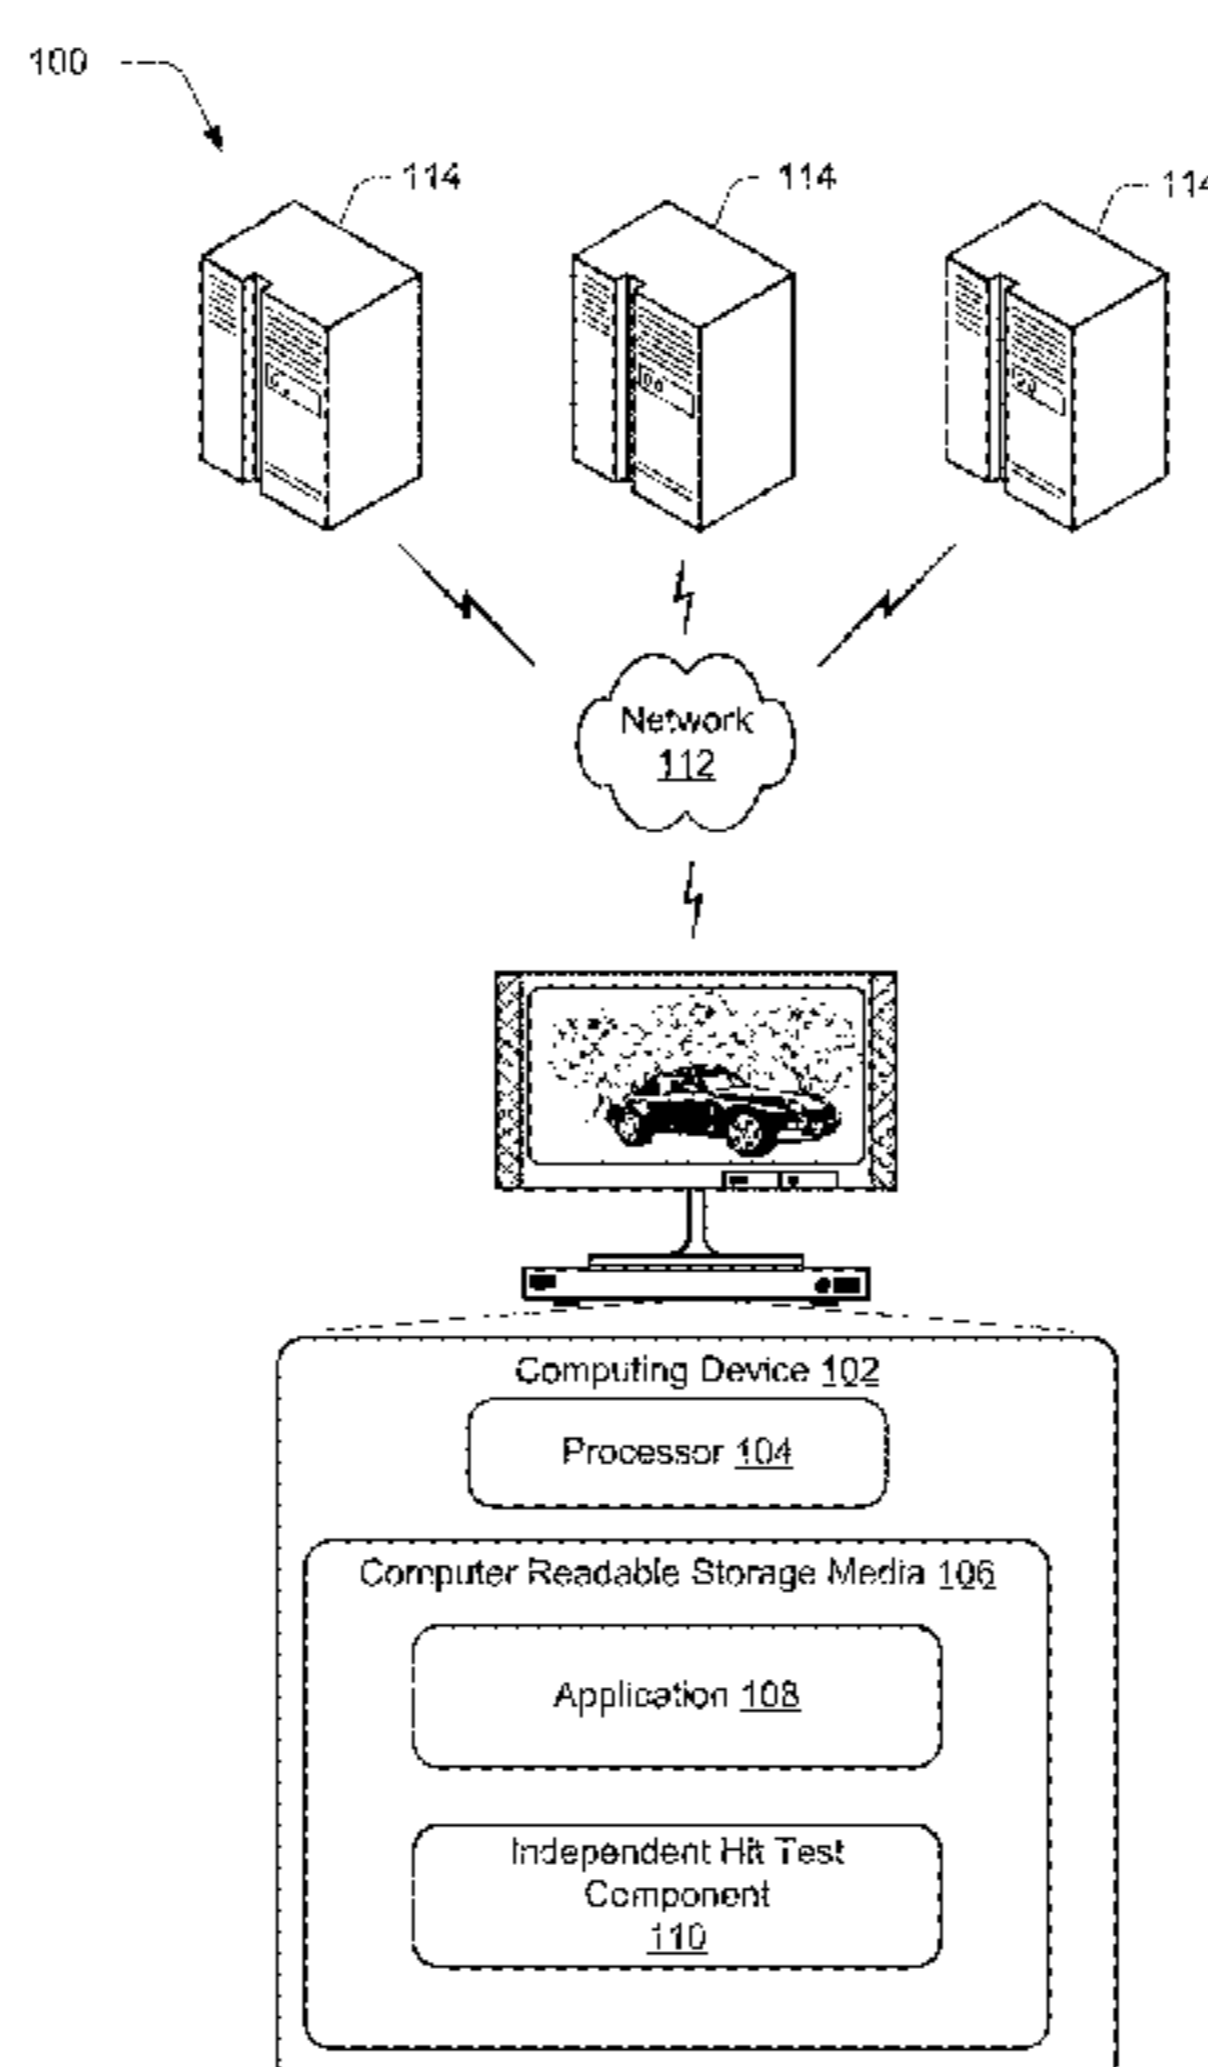 100
114 114 114
Network
112
Computing Device 102
Processor 104
Computer Readable Storage Media 106
Application 108
Independent Hit Test
Component
110